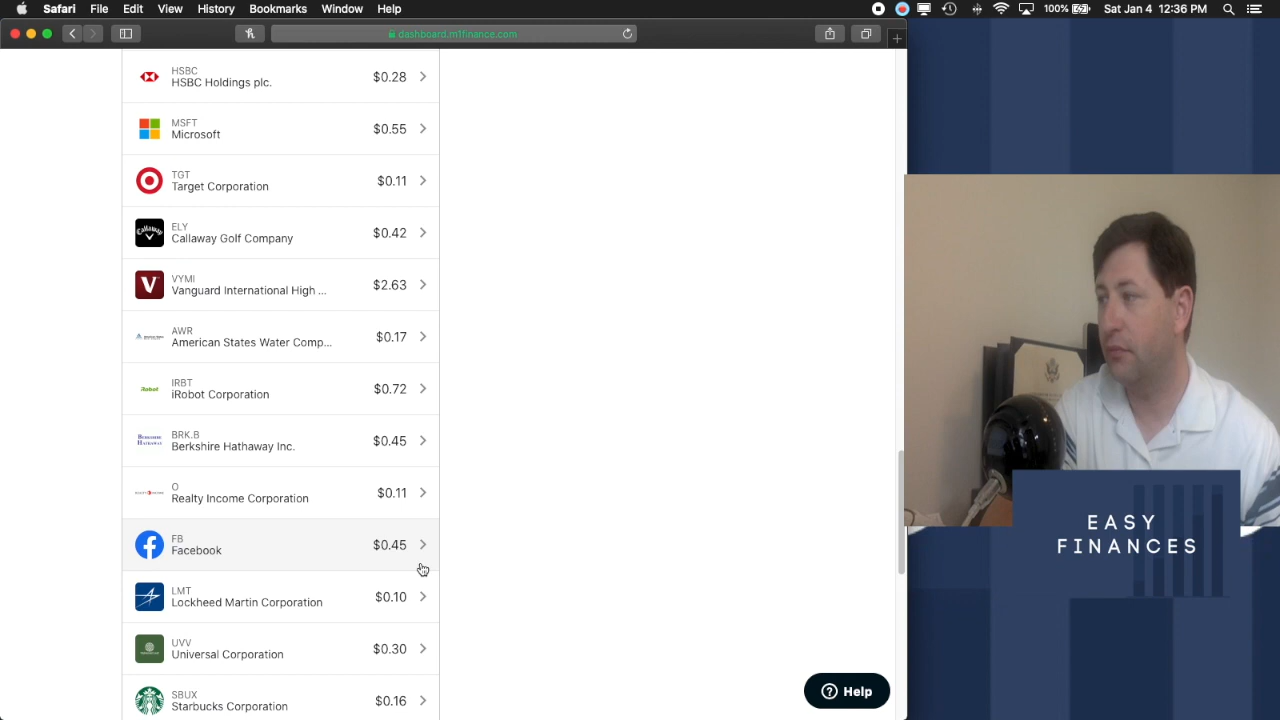 Safari File Edit View History Bookmarks Window Help
100% Sat Jan 4 12:36 PM
dashboard.m1finance.com
HSBC
HSBC Holdings plc.
$0.28
MSFT
Microsoft
$0.55
TGT
Target Corporation
$0.11
Callaway
ELY
Callaway Golf Company
$0.42
V
VYMI
Vanguard International High ...
$2.63
AWR
American States Water Comp...
$0.17
iRobot
IRBT
iRobot Corporation
$0.72
BERKSHIRE
HATHAWAY
BRK.B
Berkshire Hathaway Inc.
$0.45
O
Realty Income Corporation
$0.11
FB
Facebook
$0.45
LMT
Lockheed Martin Corporation
$0.10
UVV
Universal Corporation
$0.30
SBUX
Starbucks Corporation
$0.16
? Help
EASY
FINANCES